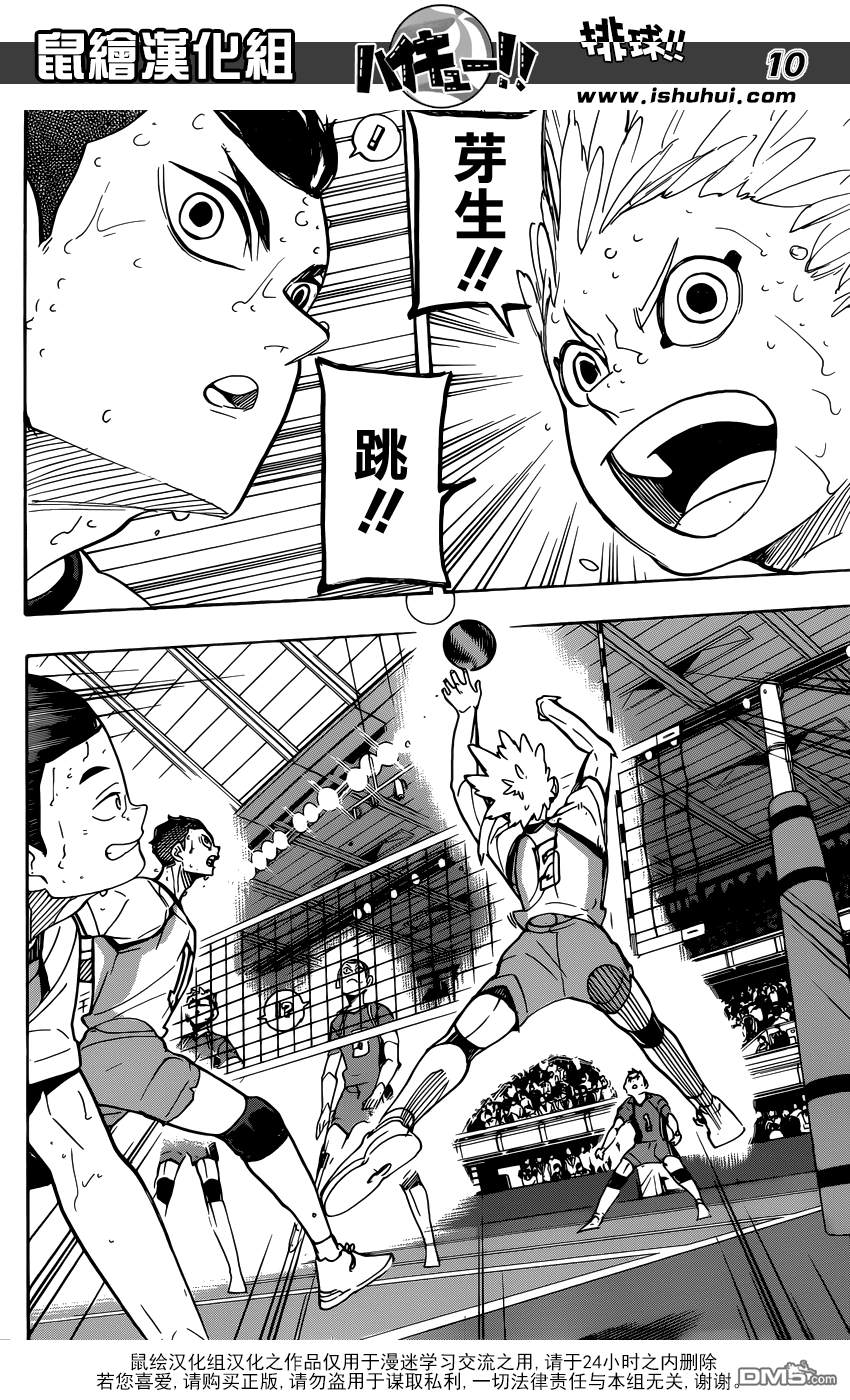 鼠繪漢化組
ハイキュー!!
排球!!
10
www.ishuhui.com
!
芽生!!
跳!!
!?
2
1
鼠绘汉化组汉化之作品仅用于漫迷学习交流之用, 请于24小时之内删除
若您喜爱, 请购买正版, 请勿盗用于谋取私利, 一切法律责任与本组无关, 谢谢.
DM5.com